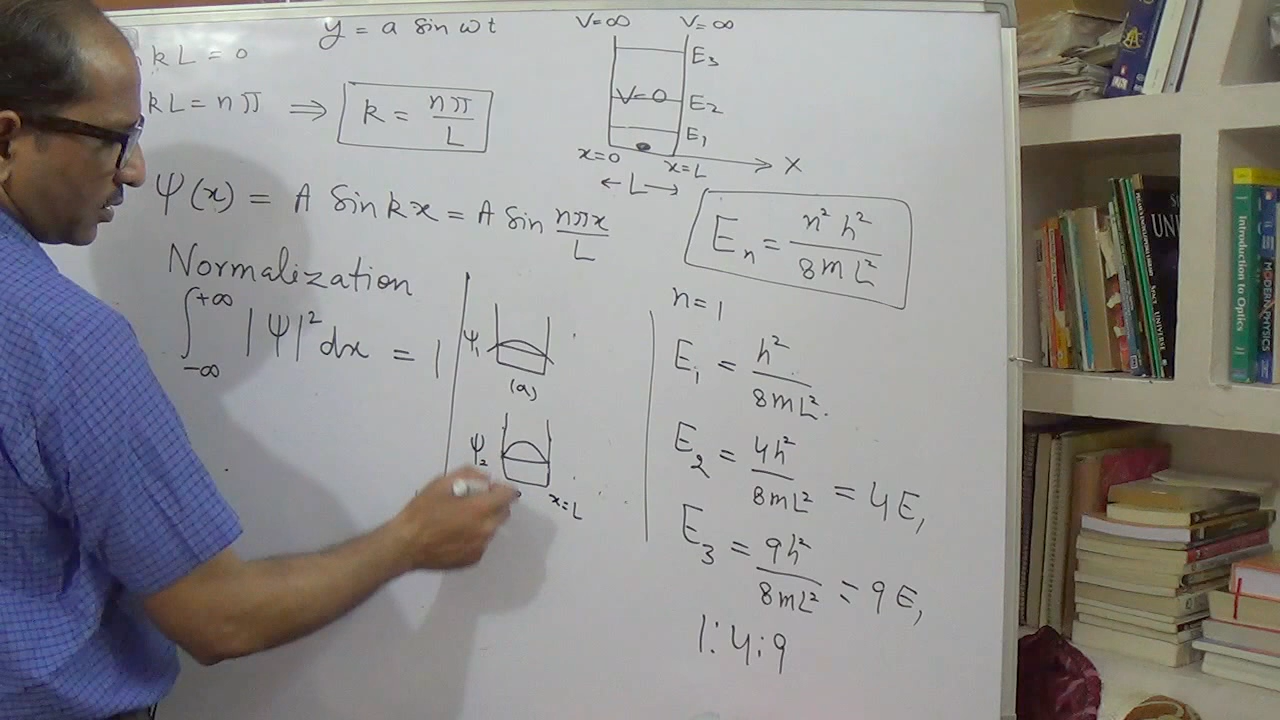 y = a sin ωt
kL = 0
kL = nπ ⇒ k = nπ/L
V=∞ V=∞
E₃
V=0 E₂
E₁
x=0 x=L X
← L →
ψ(x) = A Sin kx = A Sin nπx/L
Eₙ = n²h²/8mL²
Normalization
∫₋∞⁺∞ |ψ|² dx = 1
ψ₁
(a)
ψ₂
x=L
n=1
E₁ = h²/8mL².
E₂ = 4h²/8mL² = 4E₁
E₃ = 9h²/8mL² = 9E₁
1:4:9
Introduction to Optics
MODERN PHYSICS
UNIVERSE